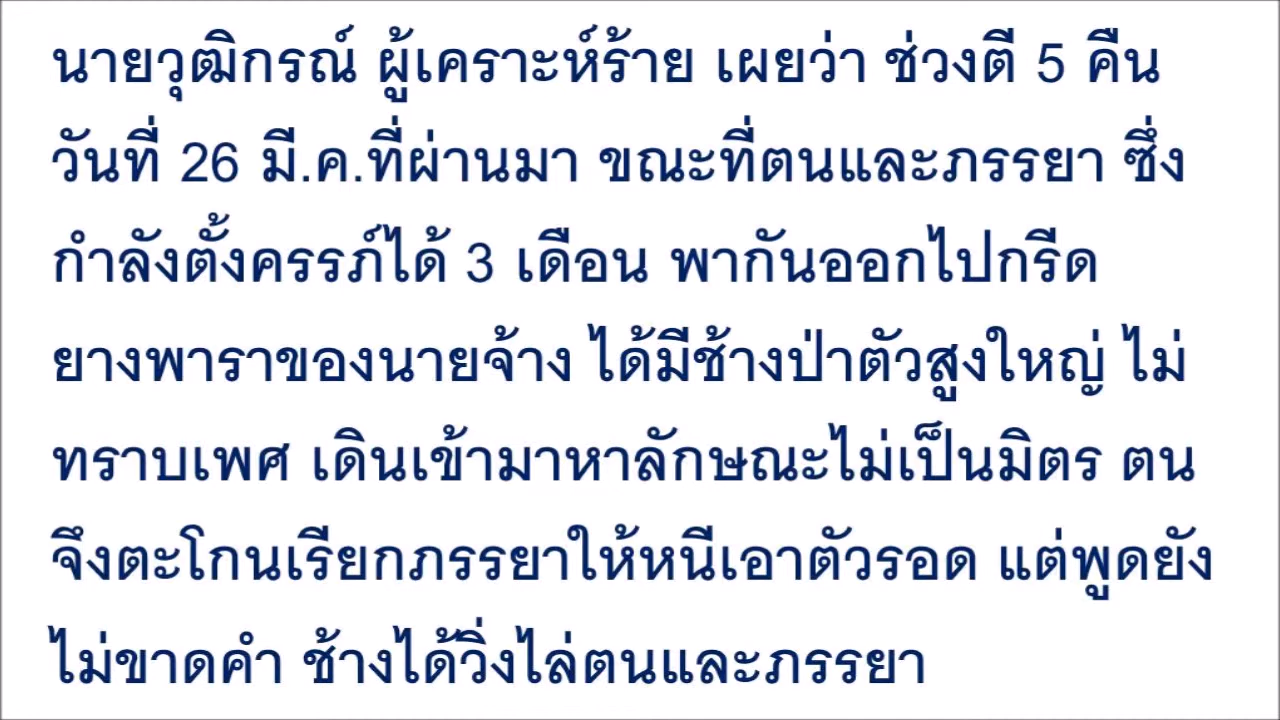 นายวุฒิกรณ์ ผู้เคราะห์ร้าย เผยว่า ช่วงตี 5 คืน
วันที่ 26 มี.ค.ที่ผ่านมา ขณะที่ตนและภรรยา ซึ่ง
กำลังตั้งครรภ์ได้ 3 เดือน พากันออกไปกรีด
ยางพาราของนายจ้าง ได้มีช้างป่าตัวสูงใหญ่ ไม่
ทราบเพศ เดินเข้ามาหาลักษณะไม่เป็นมิตร ตน
จึงตะโกนเรียกภรรยาให้หนีเอาตัวรอด แต่พูดยัง
ไม่ขาดคำ ช้างได้วิ่งไล่ตนและภรรยา